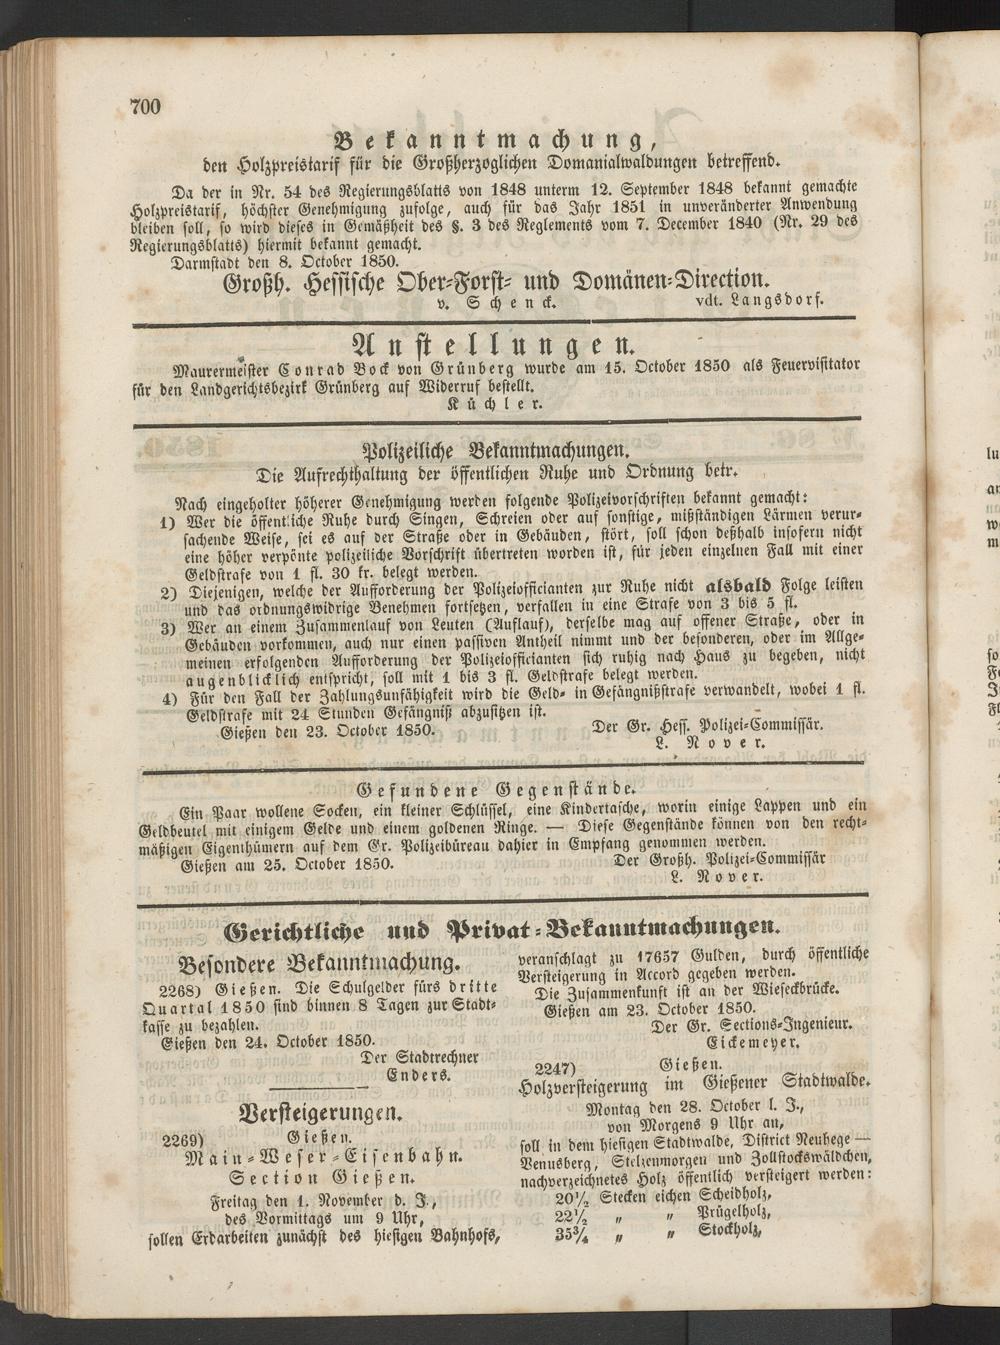 700
Bekanntmachung,
den Holzpreistarif für die Großherzoglichen Domanialwaldungen betreffend.
Da der in Nr. 54 des Regierungsblatts von 1848 unterm 12. September 1848 bekannt gemachte
Holzpreistarif, höchster Genehmigung zufolge, auch für das Jahr 1851 in unveränderter Anwendung
bleiben soll, so wird dieses in Gemäßheit des §. 3 des Reglements vom 7. December 1840 (Nr. 29 des
Regierungsblatts) hiermit bekannt gemacht.
Darmstadt den 8. October 1850.
Großh. Hessische Ober-Forst- und Domänen-Direction.
v. Schenck. vdt. Langsdorf.
Anstellungen.
Maurermeister Conrad Bock von Grünberg wurde am 15. October 1850 als Feuervisitator
für den Landgerichtsbezirk Grünberg auf Widerruf bestellt.
Küchler.
Polizeiliche Bekanntmachungen.
Die Aufrechthaltung der öffentlichen Ruhe und Ordnung betr.
Nach eingeholter höherer Genehmigung werden folgende Polizeivorschriften bekannt gemacht:
1) Wer die öffentliche Ruhe durch Singen, Schreien oder auf sonstige, mißständigen Lärmen verur-
sachende Weise, sei es auf der Straße oder in Gebäuden, stört, soll schon deßhalb insofern nicht
eine höher verpönte polizeiliche Vorschrift übertreten worden ist, für jeden einzelnen Fall mit einer
Geldstrafe von 1 fl. 30 kr. belegt werden.
2) Diejenigen, welche der Aufforderung der Polizeiofficianten zur Ruhe nicht alsbald Folge leisten
und das ordnungswidrige Benehmen fortsetzen, verfallen in eine Strafe von 3 bis 5 fl.
3) Wer an einem Zusammenlauf von Leuten (Auflauf), derselbe mag auf offener Straße, oder in
Gebäuden vorkommen, auch nur einen passiven Antheil nimmt und der besonderen, oder im Allge-
meinen erfolgenden Aufforderung der Polizeiofficianten sich ruhig nach Haus zu begeben, nicht
augenblicklich entspricht, soll mit 1 bis 3 fl. Geldstrafe belegt werden.
4) Für den Fall der Zahlungsunfähigkeit wird die Geld- in Gefängnißstrafe verwandelt, wobei 1 fl.
Geldstrafe mit 24 Stunden Gefängniß abzusitzen ist.
Gießen den 23. October 1850. Der Gr. Hess. Polizei-Commissär.
L. Nover.
Gefundene Gegenstände.
Ein Paar wollene Socken, ein kleiner Schlüssel, eine Kindertasche, worin einige Lappen und ein
Geldbeutel mit einigem Gelde und einem goldenen Ringe. — Diese Gegenstände können von den recht-
mäßigen Eigenthümern auf dem Gr. Polizeibüreau dahier in Empfang genommen werden.
Gießen am 25. October 1850. Der Großh. Polizei-Commissär
L. Nover.
Gerichtliche und Privat-Bekanntmachungen.
Besondere Bekanntmachung.
2268) Gießen. Die Schulgelder fürs dritte
Quartal 1850 sind binnen 8 Tagen zur Stadt-
kasse zu bezahlen.
Gießen den 24. October 1850.
Der Stadtrechner
Enders.
Versteigerungen.
2269) Gießen.
Main-Weser-Eisenbahn.
Section Gießen.
Freitag den 1. November d. J.,
des Vormittags um 9 Uhr,
sollen Erdarbeiten zunächst des hiesigen Bahnhofs,
veranschlagt zu 17657 Gulden, durch öffentliche
Versteigerung in Accord gegeben werden.
Die Zusammenkunft ist an der Wieseckbrücke.
Gießen am 23. October 1850.
Der Gr. Sections-Ingenieur.
Eickemeyer.
2247) Gießen.
Holzversteigerung im Gießener Stadtwalde.
Montag den 28. October l. J.,
von Morgens 9 Uhr an,
soll in dem hiesigen Stadtwalde, District Neuhege —
Venusberg, Stelzenmorgen und Zollstockswäldchen,
nachverzeichnetes Holz öffentlich versteigert werden:
20½ Stecken eichen Scheidholz,
22½ „ „ Prügelholz,
35¾ „ „ Stockholz,